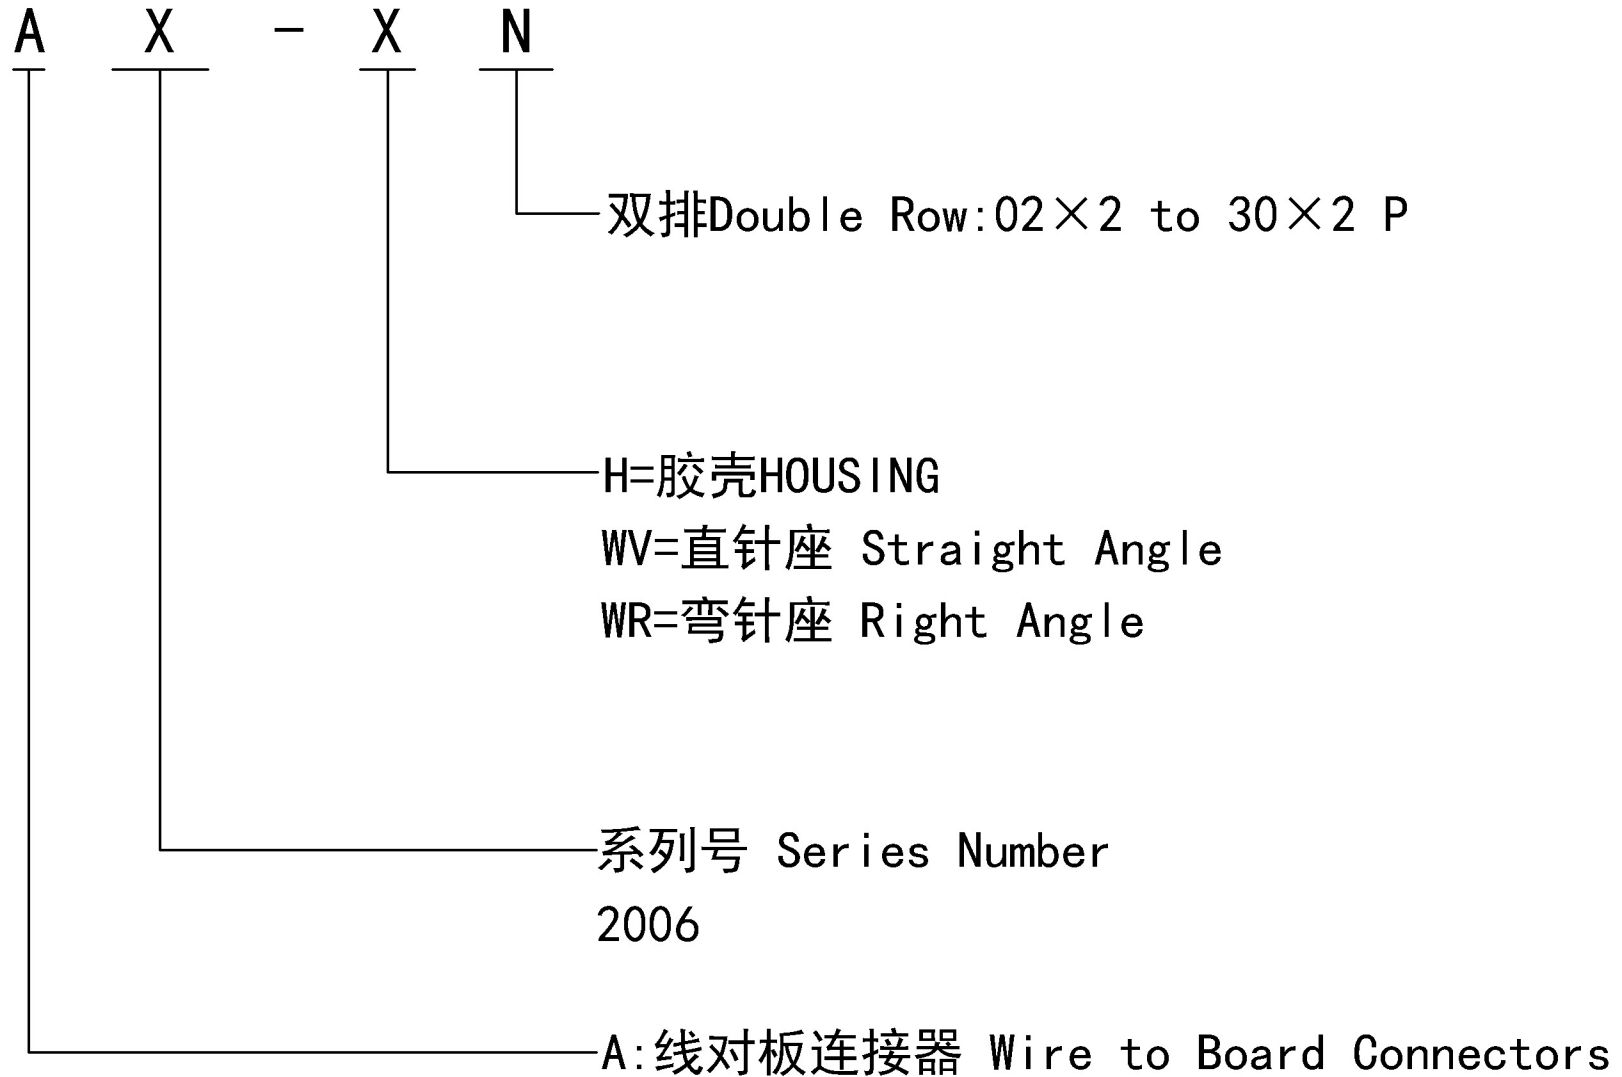 A X - X N
双排Double Row:02×2 to 30×2 P
H=胶壳HOUSING
WV=直针座 Straight Angle
WR=弯针座 Right Angle
系列号 Series Number
2006
A:线对板连接器 Wire to Board Connectors